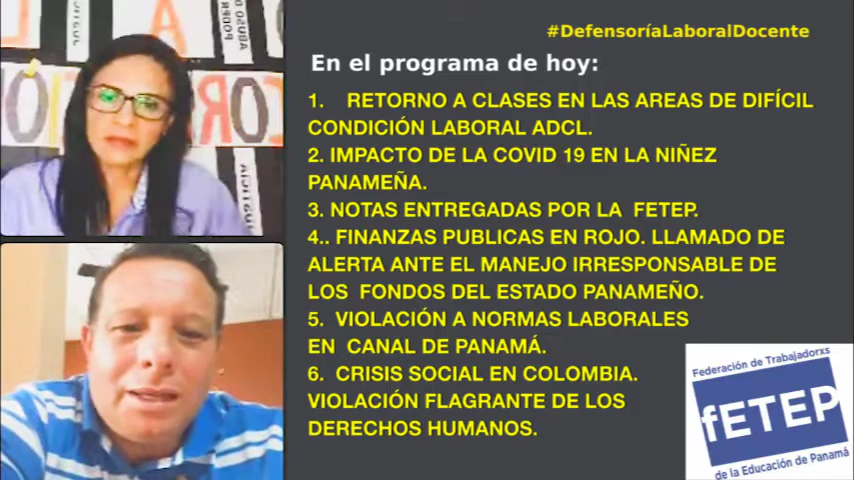 #DefensoríaLaboralDocente
En el programa de hoy:
1. RETORNO A CLASES EN LAS AREAS DE DIFÍCIL
CONDICIÓN LABORAL ADCL.
2. IMPACTO DE LA COVID 19 EN LA NIÑEZ
PANAMEÑA.
3. NOTAS ENTREGADAS POR LA FETEP.
4.. FINANZAS PUBLICAS EN ROJO. LLAMADO DE
ALERTA ANTE EL MANEJO IRRESPONSABLE DE
LOS FONDOS DEL ESTADO PANAMEÑO.
5. VIOLACIÓN A NORMAS LABORALES
EN CANAL DE PANAMÁ.
6. CRISIS SOCIAL EN COLOMBIA.
VIOLACIÓN FLAGRANTE DE LOS
DERECHOS HUMANOS.
Federación de Trabajadorxs
fETEP
de la Educación de Panamá